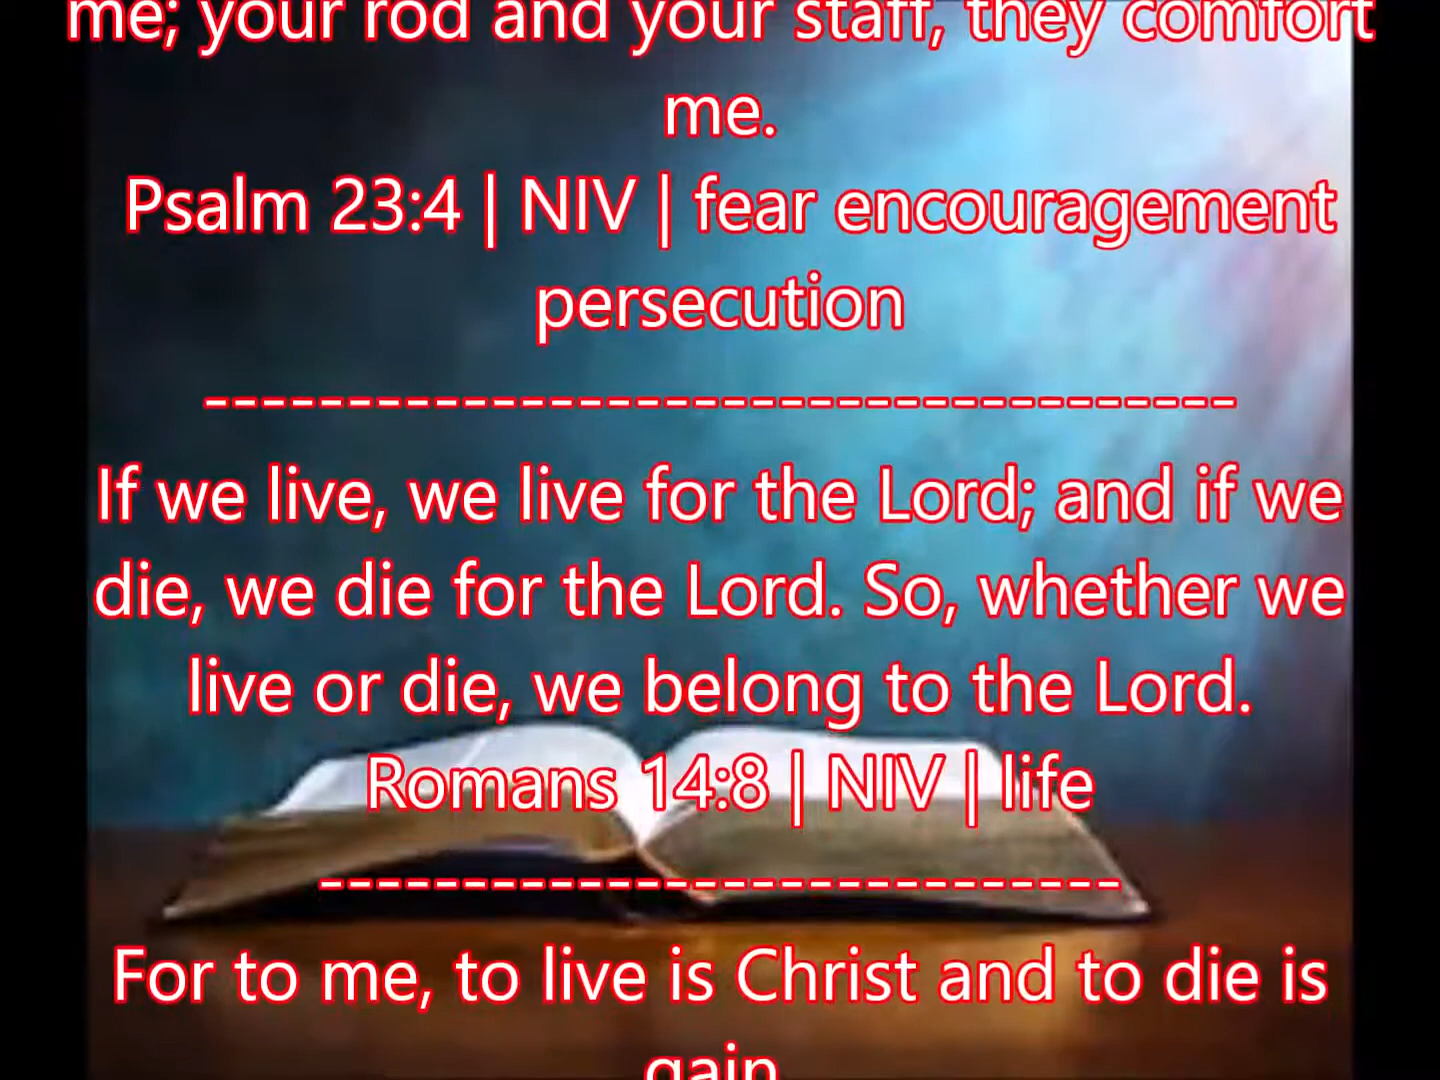 me; your rod and your staff, they comfort
me.
Psalm 23:4 | NIV | fear encouragement
persecution
------------------------------------
If we live, we live for the Lord; and if we
die, we die for the Lord. So, whether we
live or die, we belong to the Lord.
Romans 14:8 | NIV | life
----------------------------
For to me, to live is Christ and to die is
gain